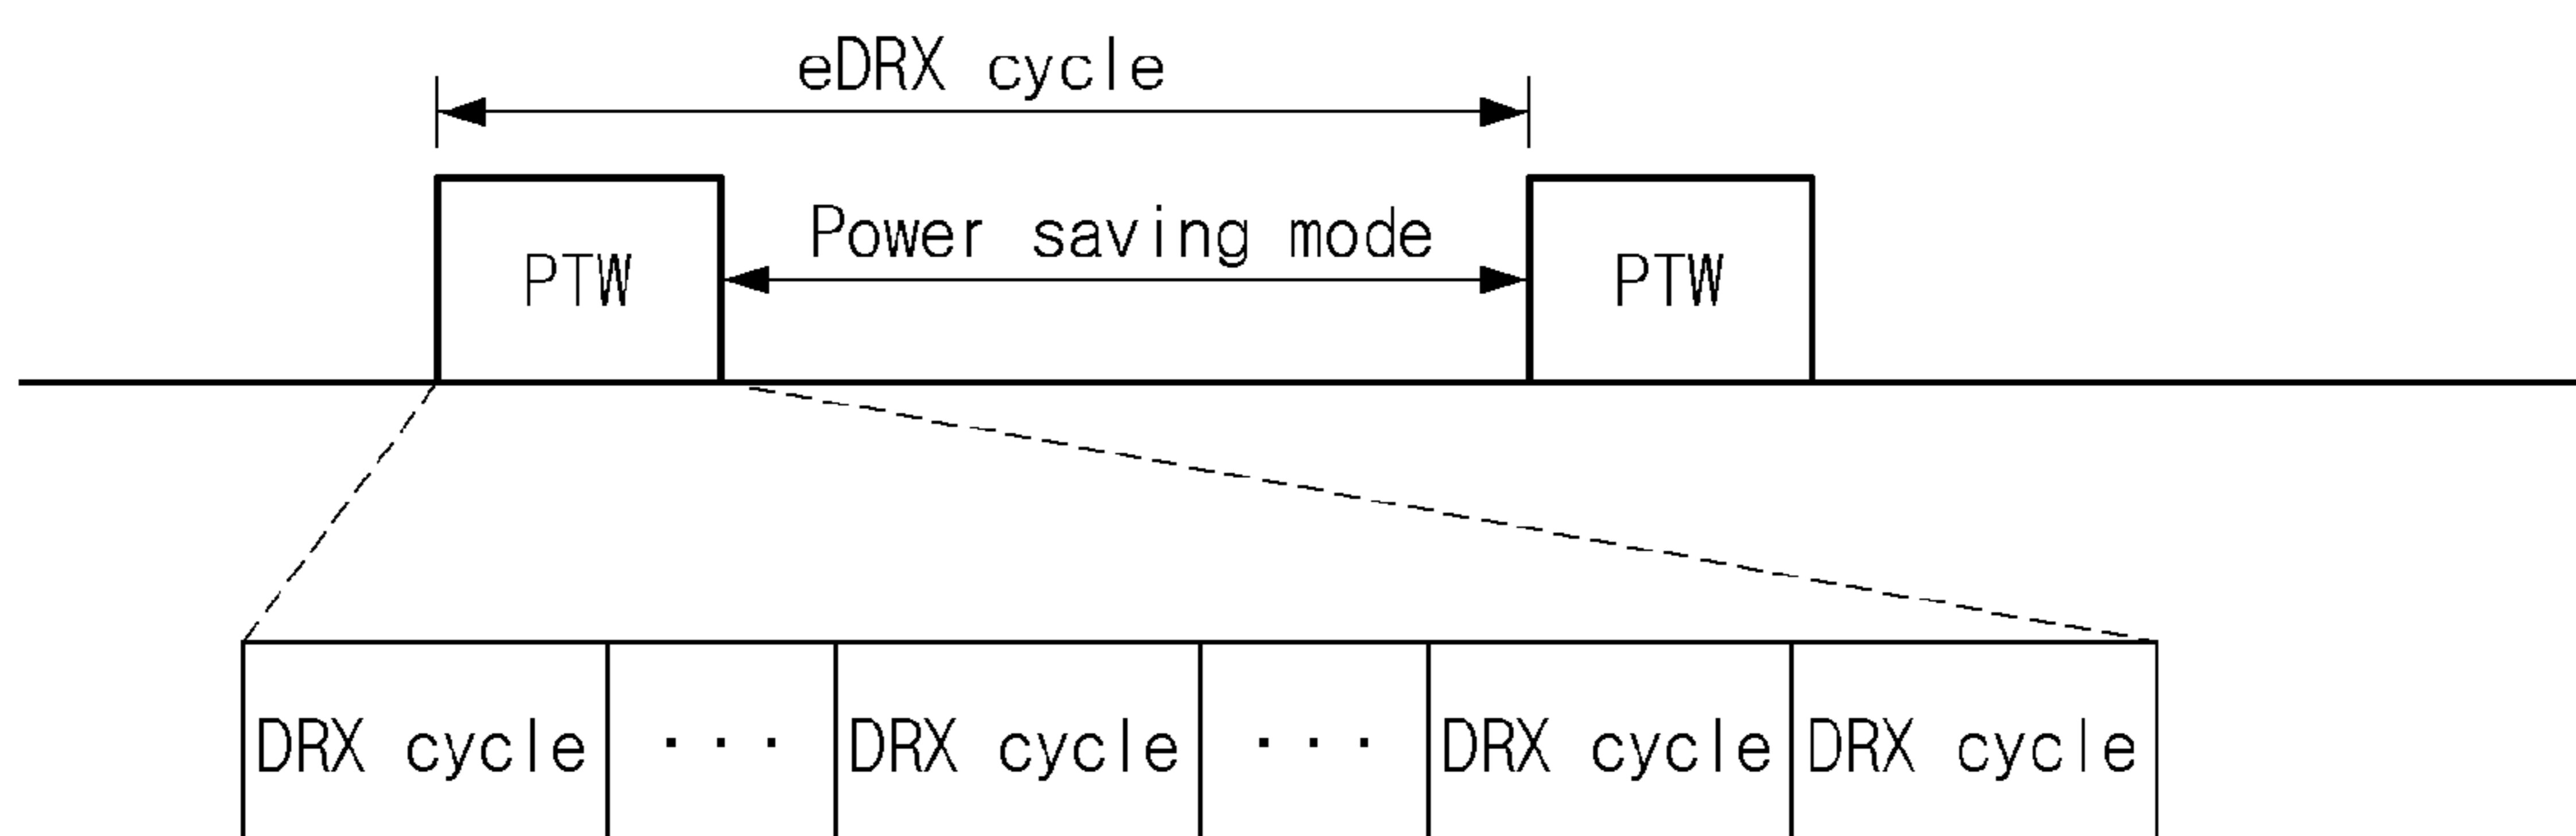 eDRX cycle
Power saving mode
PTW
PTW
DRX cycle ... DRX cycle ... DRX cycle DRX cycle